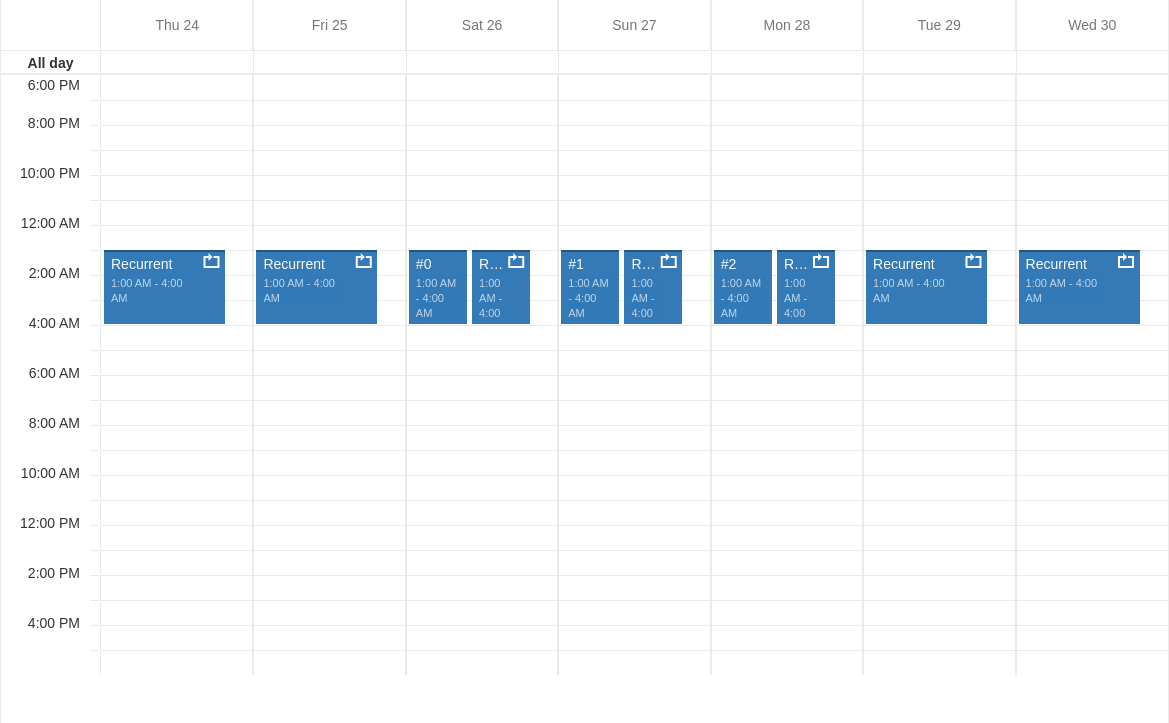 Thu 24 Fri 25 Sat 26 Sun 27 Mon 28 Tue 29 Wed 30
All day
6:00 PM
8:00 PM
10:00 PM
12:00 AM
2:00 AM
4:00 AM
6:00 AM
8:00 AM
10:00 AM
12:00 PM
2:00 PM
4:00 PM
Recurrent
1:00 AM - 4:00
AM
Recurrent
1:00 AM - 4:00
AM
#0
1:00 AM
- 4:00
AM
R...
1:00
AM -
4:00
#1
1:00 AM
- 4:00
AM
R...
1:00
AM -
4:00
#2
1:00 AM
- 4:00
AM
R...
1:00
AM -
4:00
Recurrent
1:00 AM - 4:00
AM
Recurrent
1:00 AM - 4:00
AM